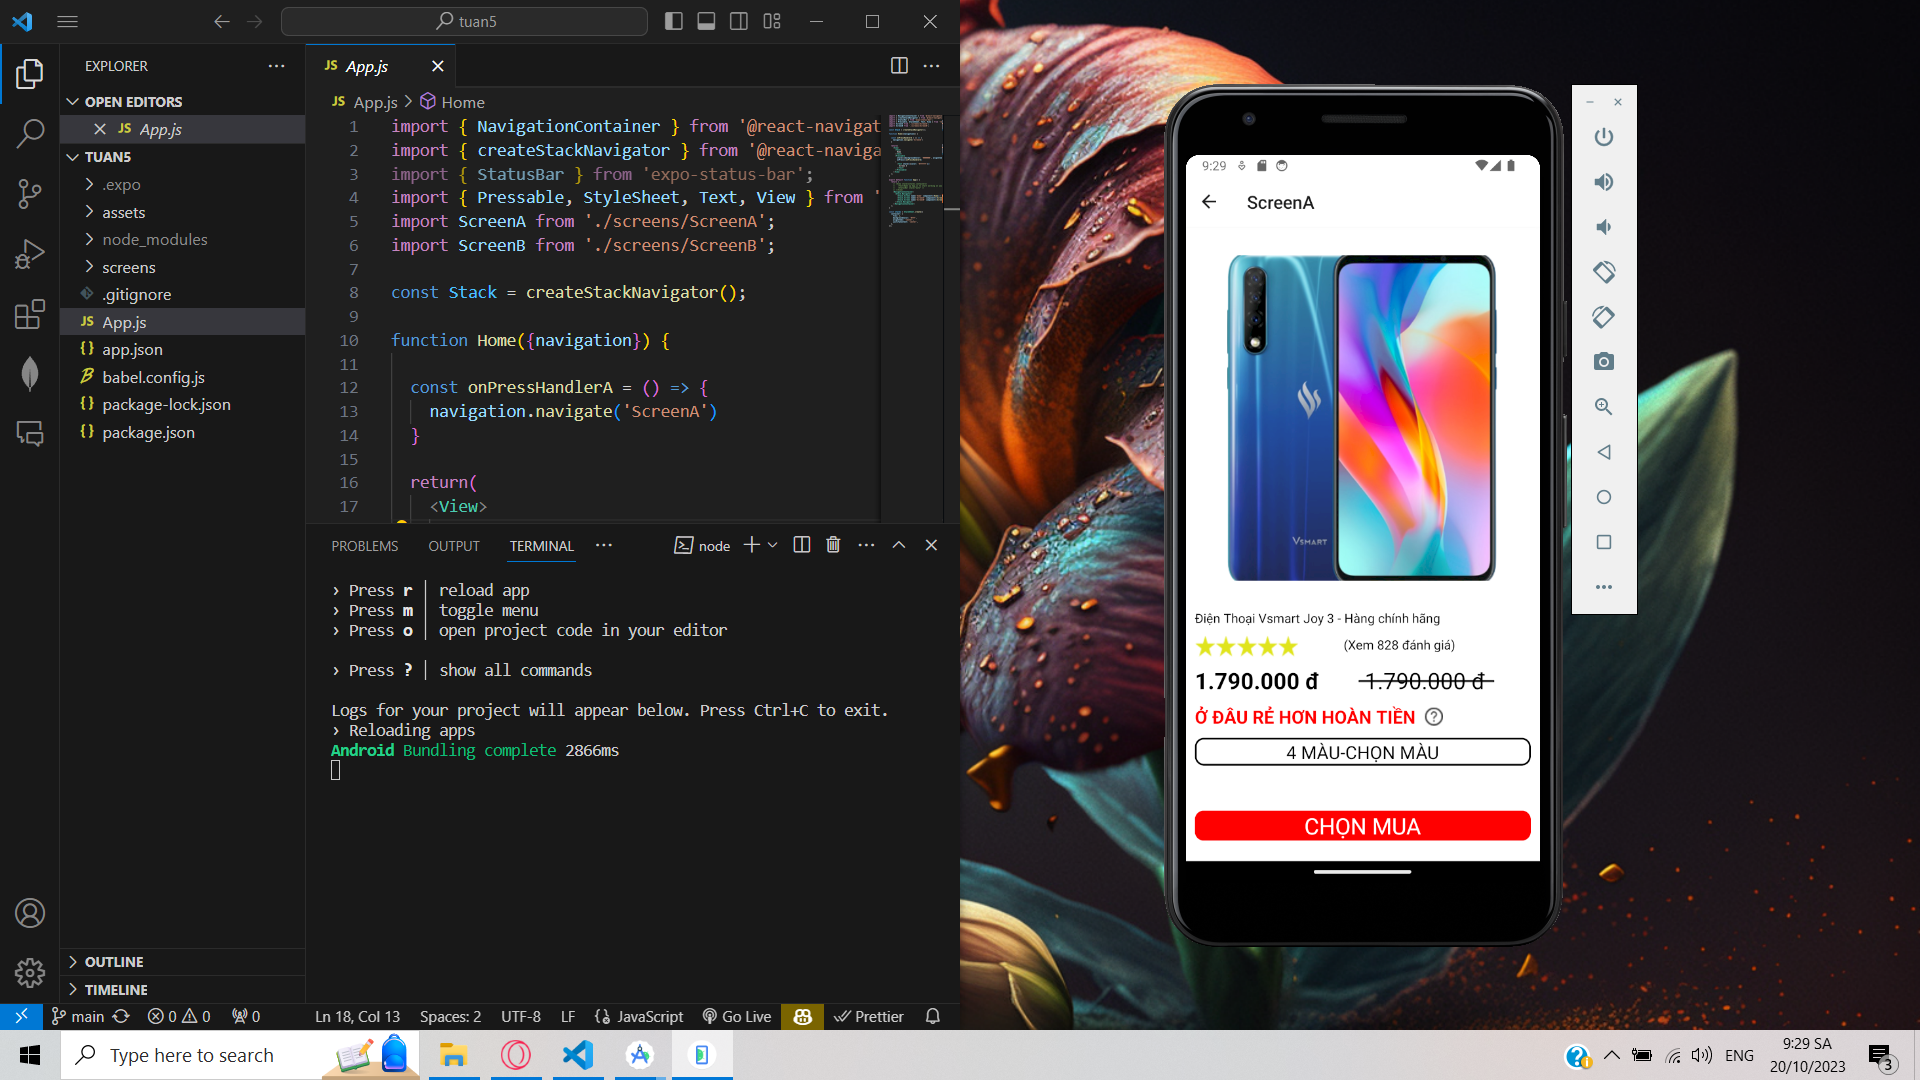 tuan5
EXPLORER
OPEN EDITORS
JS App.js
TUAN5
.expo
assets
node_modules
screens
.gitignore
JS App.js
{} app.json
babel.config.js
{} package-lock.json
{} package.json
OUTLINE
TIMELINE
JS App.js
JS App.js > Home
1 import { NavigationContainer } from '@react-navigat
2 import { createStackNavigator } from '@react-naviga
3 import { StatusBar } from 'expo-status-bar';
4 import { Pressable, StyleSheet, Text, View } from '
5 import ScreenA from './screens/ScreenA';
6 import ScreenB from './screens/ScreenB';
7
8 const Stack = createStackNavigator();
9
10 function Home({navigation}) {
11
12 const onPressHandlerA = () => {
13 navigation.navigate('ScreenA')
14 }
15
16 return(
17 <View>
PROBLEMS OUTPUT TERMINAL node
› Press r │ reload app
› Press m │ toggle menu
› Press o │ open project code in your editor
› Press ? │ show all commands
Logs for your project will appear below. Press Ctrl+C to exit.
› Reloading apps
Android Bundling complete 2866ms
main 0 0 0 Ln 18, Col 13 Spaces: 2 UTF-8 LF {} JavaScript Go Live Prettier
9:29
ScreenA
VSMART
Điện Thoại Vsmart Joy 3 - Hàng chính hãng
(Xem 828 đánh giá)
1.790.000 đ 1.790.000 đ
Ở ĐÂU RẺ HƠN HOÀN TIỀN ?
4 MÀU-CHỌN MÀU
CHỌN MUA
Type here to search
ENG
9:29 SA
20/10/2023
3